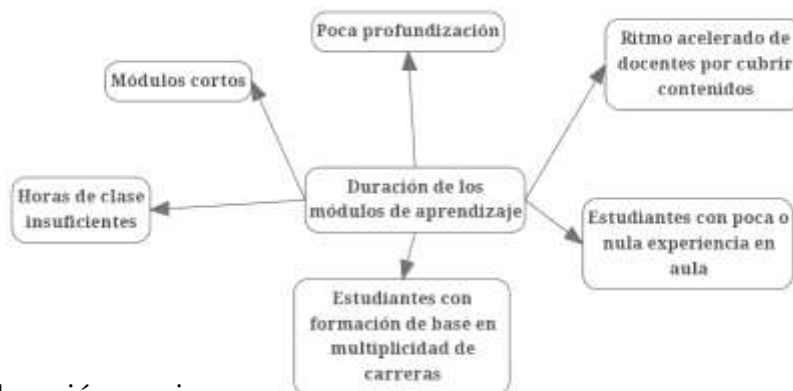 Poca profundización
Ritmo acelerado de
docentes por cubrir
contenidos
Módulos cortos
Duración de los
módulos de aprendizaje
Horas de clase
insuficientes
Estudiantes con poca o
nula experiencia en
aula
Estudiantes con
formación de base en
multiplicidad de
carreras